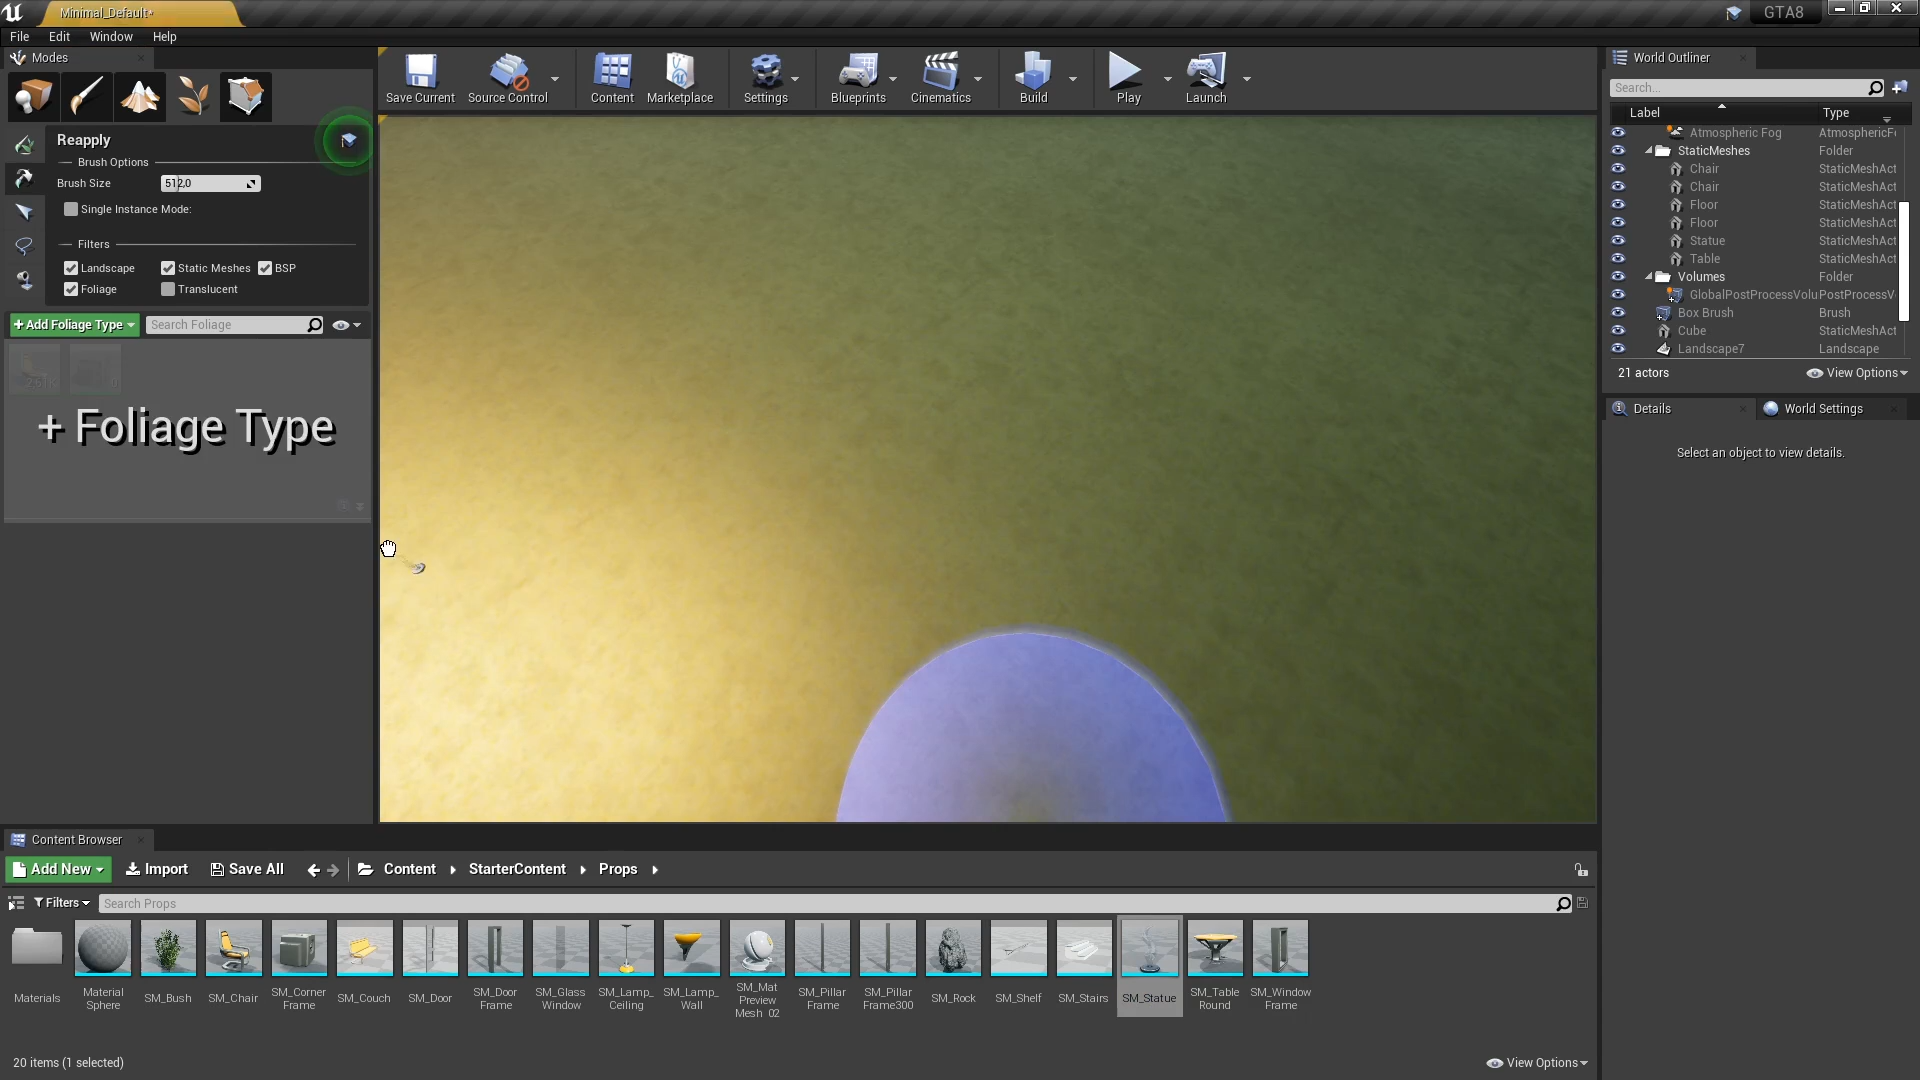 Minimal_Default*
GTA8
File Edit Window Help
Modes
Save Current Source Control Content Marketplace Settings Blueprints Cinematics Build Play Launch
Reapply
Brush Options
Brush Size 512,0
Single Instance Mode:
Filters
Landscape Static Meshes BSP
Foliage Translucent
+ Add Foliage Type Search Foliage
+ Foliage Type
World Outliner
Search...
Label Type
Atmospheric Fog AtmosphericFo
StaticMeshes Folder
Chair StaticMeshAct
Chair StaticMeshAct
Floor StaticMeshAct
Floor StaticMeshAct
Statue StaticMeshAct
Table StaticMeshAct
Volumes Folder
GlobalPostProcessVolu PostProcessV
Box Brush Brush
Cube StaticMeshAct
Landscape7 Landscape
21 actors View Options
Details World Settings
Select an object to view details.
Content Browser
Add New Import Save All Content StarterContent Props
Filters Search Props
Materials
Material Sphere
SM_Bush
SM_Chair
SM_Corner Frame
SM_Couch
SM_Door
SM_Door Frame
SM_Glass Window
SM_Lamp_ Ceiling
SM_Lamp_ Wall
SM_Mat Preview Mesh_02
SM_Pillar Frame
SM_Pillar Frame300
SM_Rock
SM_Shelf
SM_Stairs
SM_Statue
SM_Table Round
SM_Window Frame
20 items (1 selected) View Options